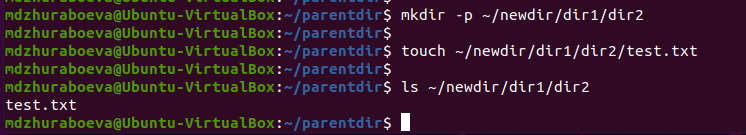 mdzhuraboeva@Ubuntu-VirtualBox:~/parentdir$ mkdir -p ~/newdir/dir1/dir2
mdzhuraboeva@Ubuntu-VirtualBox:~/parentdir$
mdzhuraboeva@Ubuntu-VirtualBox:~/parentdir$ touch ~/newdir/dir1/dir2/test.txt
mdzhuraboeva@Ubuntu-VirtualBox:~/parentdir$
mdzhuraboeva@Ubuntu-VirtualBox:~/parentdir$ ls ~/newdir/dir1/dir2
test.txt
mdzhuraboeva@Ubuntu-VirtualBox:~/parentdir$